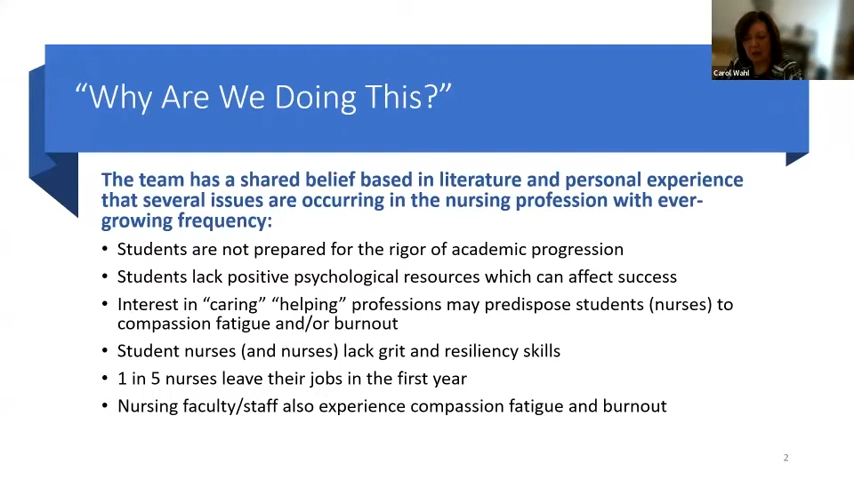 Carol Wahl
“Why Are We Doing This?”
The team has a shared belief based in literature and personal experience
that several issues are occurring in the nursing profession with ever-
growing frequency:
• Students are not prepared for the rigor of academic progression
• Students lack positive psychological resources which can affect success
• Interest in “caring” “helping” professions may predispose students (nurses) to
compassion fatigue and/or burnout
• Student nurses (and nurses) lack grit and resiliency skills
• 1 in 5 nurses leave their jobs in the first year
• Nursing faculty/staff also experience compassion fatigue and burnout
2